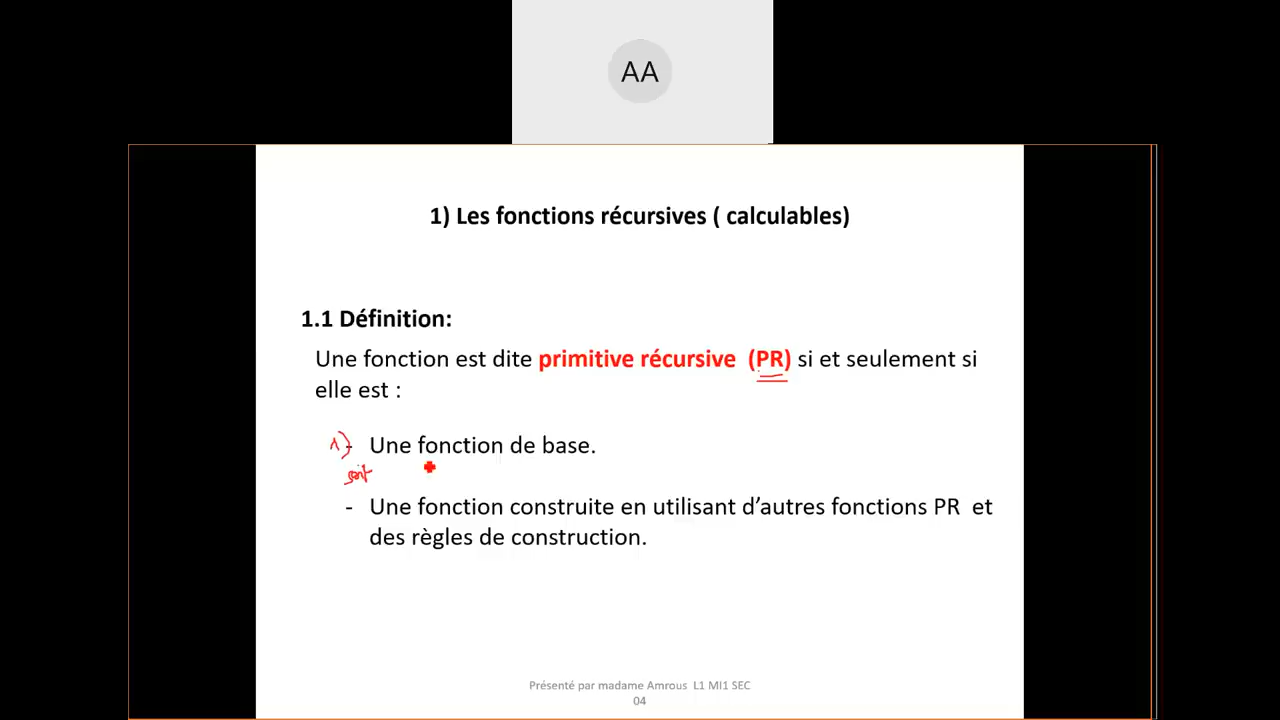 AA
1) Les fonctions récursives ( calculables)
1.1 Définition:
Une fonction est dite primitive récursive (PR) si et seulement si
elle est :
1) - Une fonction de base.
soit
- Une fonction construite en utilisant d’autres fonctions PR et
des règles de construction.
Présenté par madame Amrous L1 MI1 SEC
04